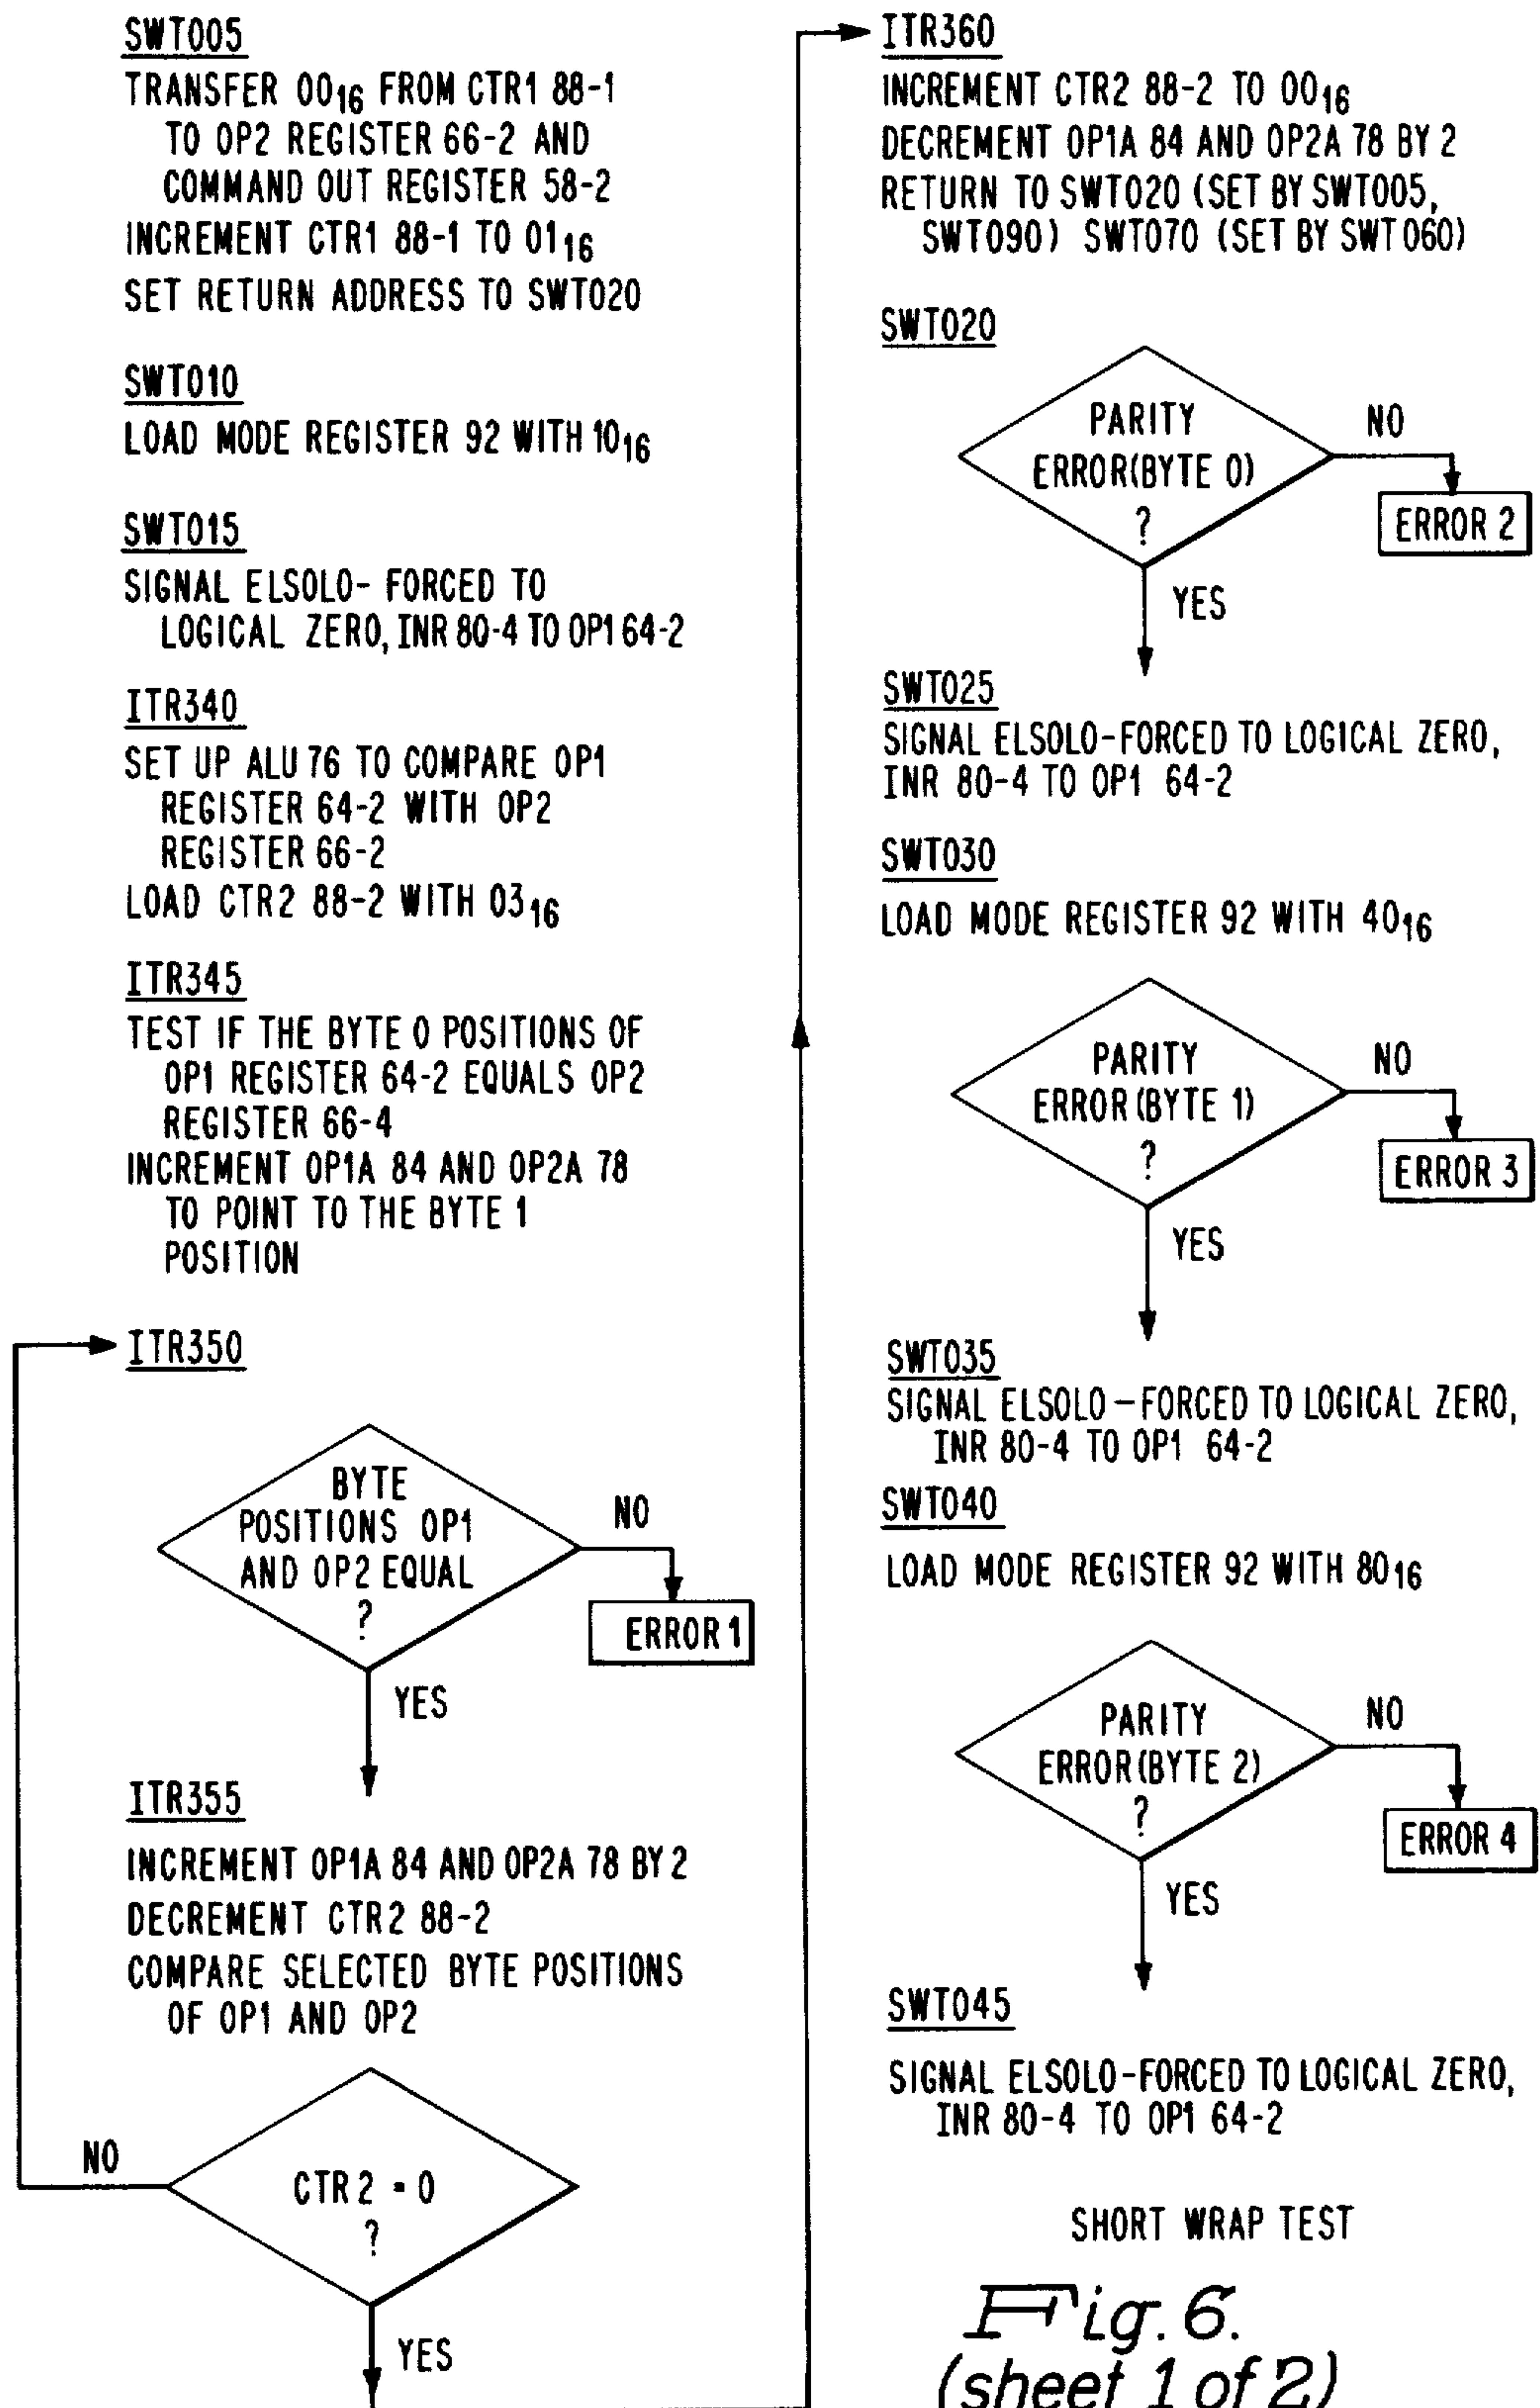 SWT005
TRANSFER 00₁₆ FROM CTR1 88-1
TO OP2 REGISTER 66-2 AND
COMMAND OUT REGISTER 58-2
INCREMENT CTR1 88-1 TO 01₁₆
SET RETURN ADDRESS TO SWT020
SWT010
LOAD MODE REGISTER 92 WITH 10₁₆
SWT015
SIGNAL ELSOLO- FORCED TO
LOGICAL ZERO, INR 80-4 TO OP1 64-2
ITR340
SET UP ALU 76 TO COMPARE OP1
REGISTER 64-2 WITH OP2
REGISTER 66-2
LOAD CTR2 88-2 WITH 03₁₆
ITR345
TEST IF THE BYTE 0 POSITIONS OF
OP1 REGISTER 64-2 EQUALS OP2
REGISTER 66-4
INCREMENT OP1A 84 AND OP2A 78
TO POINT TO THE BYTE 1
POSITION
ITR350
BYTE
POSITIONS OP1
AND OP2 EQUAL
?
NO
ERROR 1
YES
ITR355
INCREMENT OP1A 84 AND OP2A 78 BY 2
DECREMENT CTR2 88-2
COMPARE SELECTED BYTE POSITIONS
OF OP1 AND OP2
NO
CTR2 = 0
?
YES
ITR360
INCREMENT CTR2 88-2 TO 00₁₆
DECREMENT OP1A 84 AND OP2A 78 BY 2
RETURN TO SWT020 (SET BY SWT005,
SWT090) SWT070 (SET BY SWT060)
SWT020
PARITY
ERROR(BYTE 0)
?
NO
ERROR 2
YES
SWT025
SIGNAL ELSOLO-FORCED TO LOGICAL ZERO,
INR 80-4 TO OP1 64-2
SWT030
LOAD MODE REGISTER 92 WITH 40₁₆
PARITY
ERROR(BYTE 1)
?
NO
ERROR 3
YES
SWT035
SIGNAL ELSOLO-FORCED TO LOGICAL ZERO,
INR 80-4 TO OP1 64-2
SWT040
LOAD MODE REGISTER 92 WITH 80₁₆
PARITY
ERROR(BYTE 2)
?
NO
ERROR 4
YES
SWT045
SIGNAL ELSOLO-FORCED TO LOGICAL ZERO,
INR 80-4 TO OP1 64-2
SHORT WRAP TEST
Fig. 6.
(sheet 1 of 2)